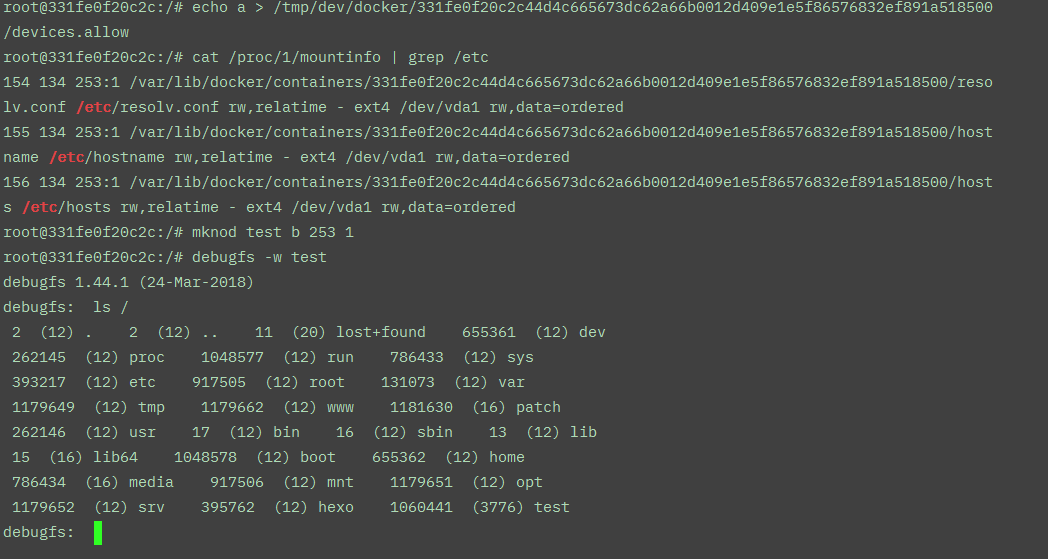 root@331fe0f20c2c:/# echo a > /tmp/dev/docker/331fe0f20c2c44d4c665673dc62a66b0012d409e1e5f86576832ef891a518500
/devices.allow
root@331fe0f20c2c:/# cat /proc/1/mountinfo | grep /etc
154 134 253:1 /var/lib/docker/containers/331fe0f20c2c44d4c665673dc62a66b0012d409e1e5f86576832ef891a518500/reso
lv.conf /etc/resolv.conf rw,relatime - ext4 /dev/vda1 rw,data=ordered
155 134 253:1 /var/lib/docker/containers/331fe0f20c2c44d4c665673dc62a66b0012d409e1e5f86576832ef891a518500/host
name /etc/hostname rw,relatime - ext4 /dev/vda1 rw,data=ordered
156 134 253:1 /var/lib/docker/containers/331fe0f20c2c44d4c665673dc62a66b0012d409e1e5f86576832ef891a518500/host
s /etc/hosts rw,relatime - ext4 /dev/vda1 rw,data=ordered
root@331fe0f20c2c:/# mknod test b 253 1
root@331fe0f20c2c:/# debugfs -w test
debugfs 1.44.1 (24-Mar-2018)
debugfs:  ls /
 2  (12) .    2  (12) ..    11  (20) lost+found    655361  (12) dev
 262145  (12) proc    1048577  (12) run    786433  (12) sys
 393217  (12) etc    917505  (12) root    131073  (12) var
 1179649  (12) tmp    1179662  (12) www    1181630  (16) patch
 262146  (12) usr    17  (12) bin    16  (12) sbin    13  (12) lib
 15  (16) lib64    1048578  (12) boot    655362  (12) home
 786434  (16) media    917506  (12) mnt    1179651  (12) opt
 1179652  (12) srv    395762  (12) hexo    1060441  (3776) test
debugfs: